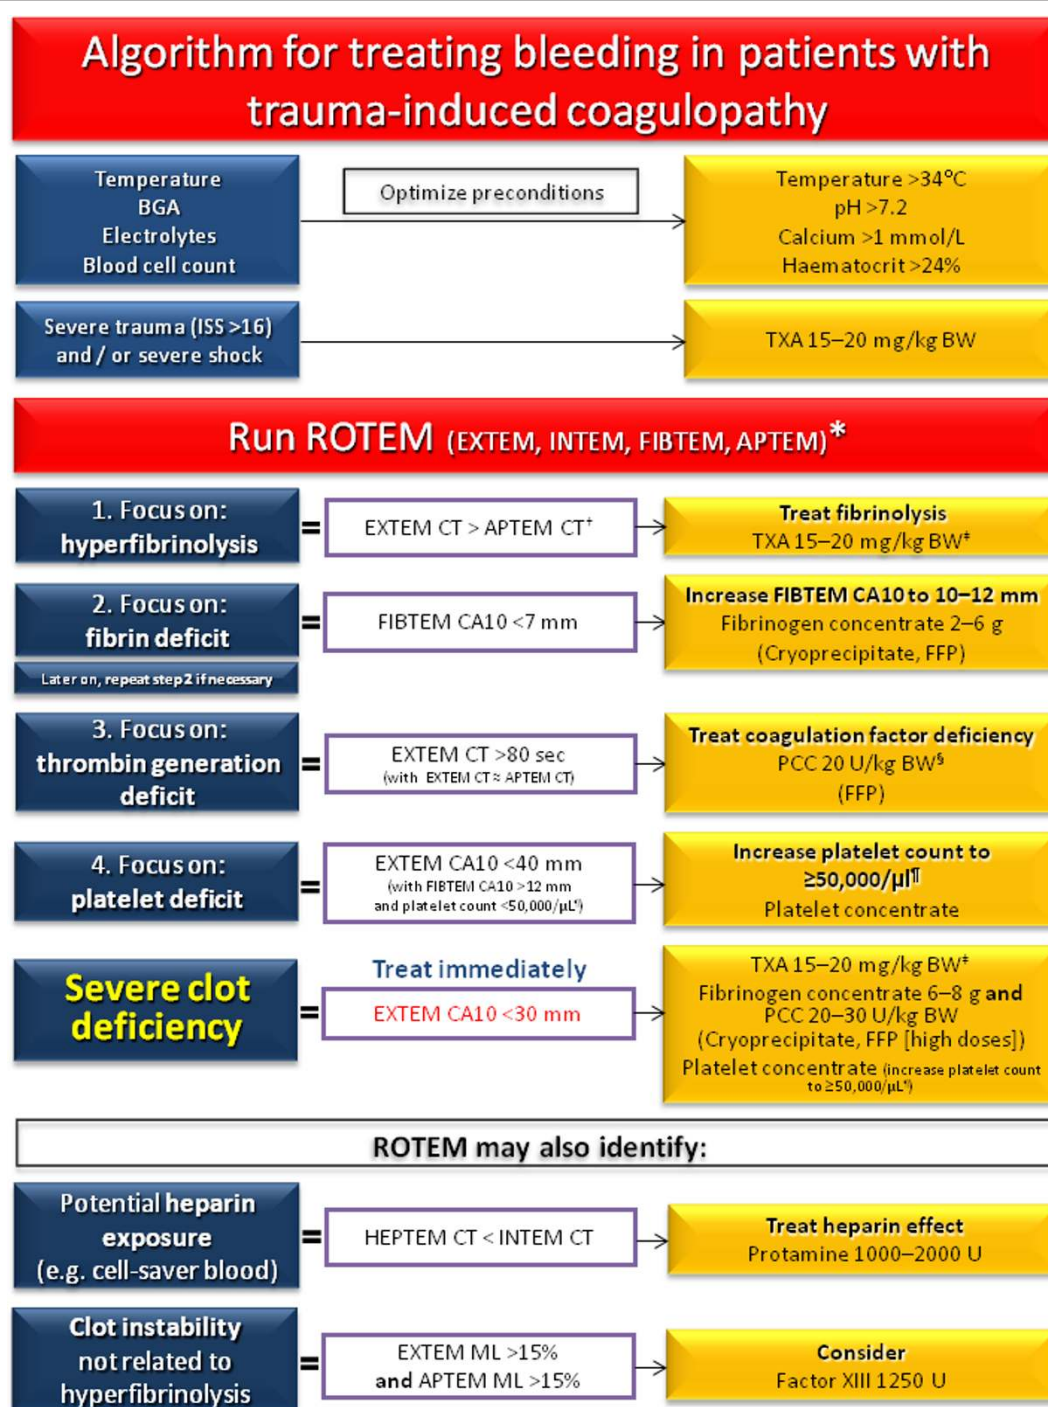 Algorithm for treating bleeding in patients with
trauma-induced coagulopathy
Temperature
BGA
Electrolytes
Blood cell count
Optimize preconditions
Temperature >34°C
pH >7.2
Calcium >1 mmol/L
Haematocrit >24%
Severe trauma (ISS >16)
and / or severe shock
TXA 15–20 mg/kg BW
Run ROTEM (EXTEM, INTEM, FIBTEM, APTEM)*
1. Focus on:
hyperfibrinolysis
=
EXTEM CT > APTEM CT†
Treat fibrinolysis
TXA 15–20 mg/kg BW‡
2. Focus on:
fibrin deficit
Later on, repeat step 2 if necessary
=
FIBTEM CA10 <7 mm
Increase FIBTEM CA10 to 10–12 mm
Fibrinogen concentrate 2–6 g
(Cryoprecipitate, FFP)
3. Focus on:
thrombin generation
deficit
=
EXTEM CT >80 sec
(with EXTEM CT ≈ APTEM CT)
Treat coagulation factor deficiency
PCC 20 U/kg BW§
(FFP)
4. Focus on:
platelet deficit
=
EXTEM CA10 <40 mm
(with FIBTEM CA10 >12 mm
and platelet count <50,000/µL¶)
Increase platelet count to
≥50,000/µl¶
Platelet concentrate
Severe clot
deficiency
=
Treat immediately
EXTEM CA10 <30 mm
TXA 15–20 mg/kg BW‡
Fibrinogen concentrate 6–8 g and
PCC 20–30 U/kg BW
(Cryoprecipitate, FFP [high doses])
Platelet concentrate (increase platelet count
to ≥50,000/µL¶)
ROTEM may also identify:
Potential heparin
exposure
(e.g. cell-saver blood)
=
HEPTEM CT < INTEM CT
Treat heparin effect
Protamine 1000–2000 U
Clot instability
not related to
hyperfibrinolysis
=
EXTEM ML >15%
and APTEM ML >15%
Consider
Factor XIII 1250 U